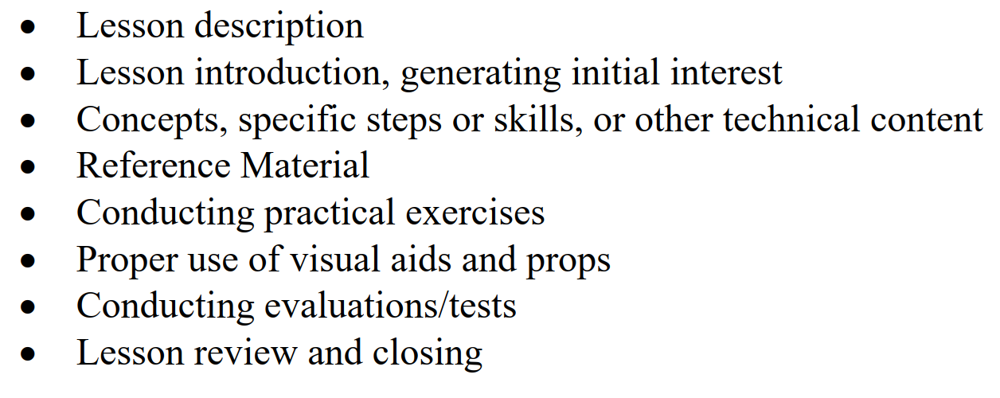 • Lesson description
• Lesson introduction, generating initial interest
• Concepts, specific steps or skills, or other technical content
• Reference Material
• Conducting practical exercises
• Proper use of visual aids and props
• Conducting evaluations/tests
• Lesson review and closing